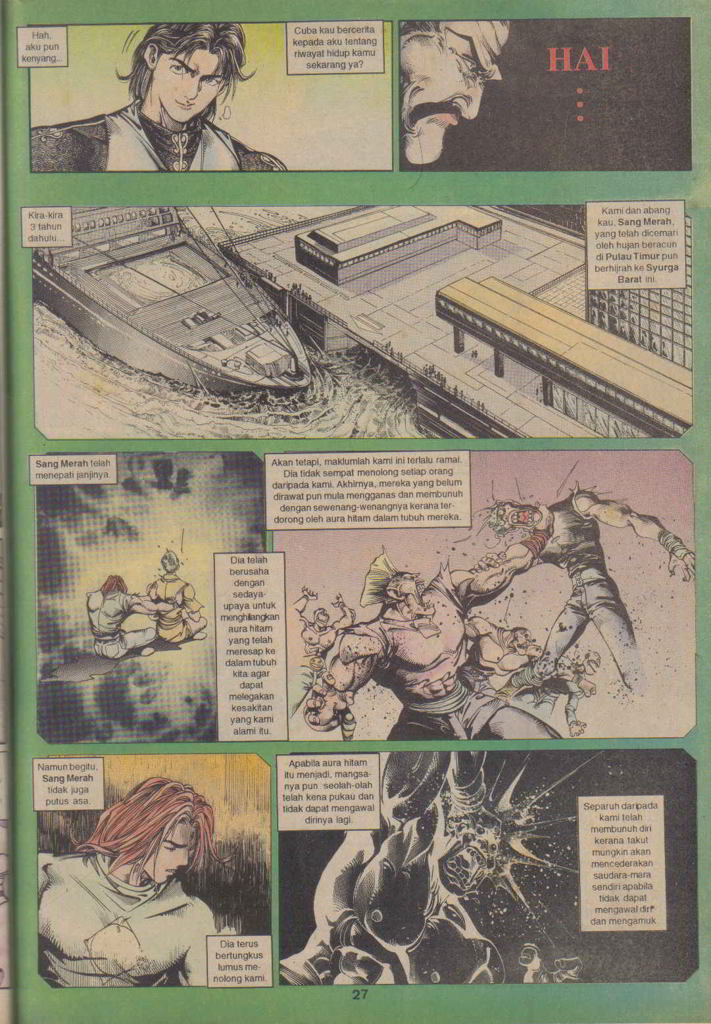 Hah,
aku pun
kenyang...
Cuba kau bercerita
kepada aku tentang
riwayat hidup kamu
sekarang ya?
HAI
...
Kira-kira
3 tahun
dahulu...
Kami dan abang
kau, Sang Merah,
yang telah dicemari
oleh hujan beracun
di Pulau Timur pun
berhijrah ke Syurga
Barat ini.
Sang Merah telah
menepati janjinya.
Akan tetapi, maklumlah kami ini terlalu ramai.
Dia tidak sempat menolong setiap orang
daripada kami. Akhirnya, mereka yang belum
dirawat pun mula mengganas dan membunuh
dengan sewenang-wenangnya kerana ter-
dorong oleh aura hitam dalam tubuh mereka.
Dia telah
berusaha
dengan
sedaya-
upaya untuk
menghilangkan
aura hitam
yang telah
meresap ke
dalam tubuh
kita agar
dapat
melegakan
kesakitan
yang kami
alami itu.
Namun begitu,
Sang Merah
tidak juga
putus asa.
Dia terus
bertungkus
lumus me-
nolong kami.
Apabila aura hitam
itu menjadi, mangsa-
nya pun seolah-olah
telah kena pukau dan
tidak dapat mengawal
dirinya lagi.
Separuh daripada
kami telah
membunuh diri
kerana takut
mungkin akan
mencederakan
saudara-mara
sendiri apabila
tidak dapat
mengawal diri
dan mengamuk.
27